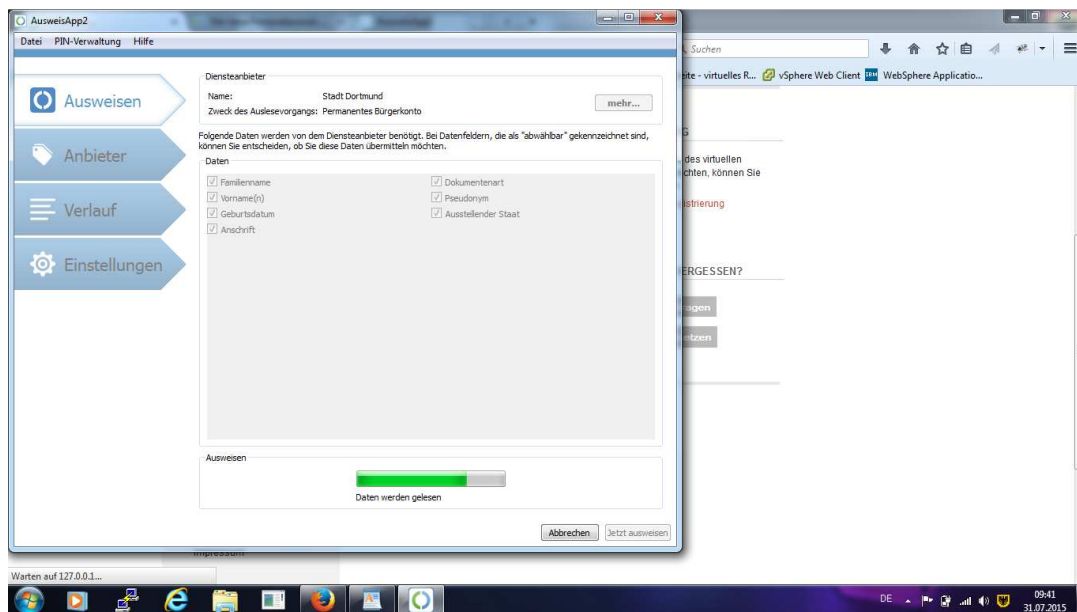 AusweisApp2
Datei PIN-Verwaltung Hilfe
Ausweisen
Anbieter
Verlauf
Einstellungen
Diensteanbieter
Name: Stadt Dortmund
Zweck des Auslesevorgangs: Permanentes Bürgerkonto
mehr...
Folgende Daten werden von dem Diensteanbieter benötigt. Bei Datenfeldern, die als "abwählbar" gekennzeichnet sind,
können Sie entscheiden, ob Sie diese Daten übermitteln möchten.
Daten
Familienname
Vorname(n)
Geburtsdatum
Anschrift
Dokumentenart
Pseudonym
Ausstellender Staat
Ausweisen
Daten werden gelesen
Abbrechen
Jetzt ausweisen
Suchen
ite - virtuelles R... vSphere Web Client IBM WebSphere Applicatio...
G
des virtuellen
chten, können Sie
istrierung
ERGESSEN?
agen
etzen
Impressum
Warten auf 127.0.0.1...
DE
09:41
31.07.2015